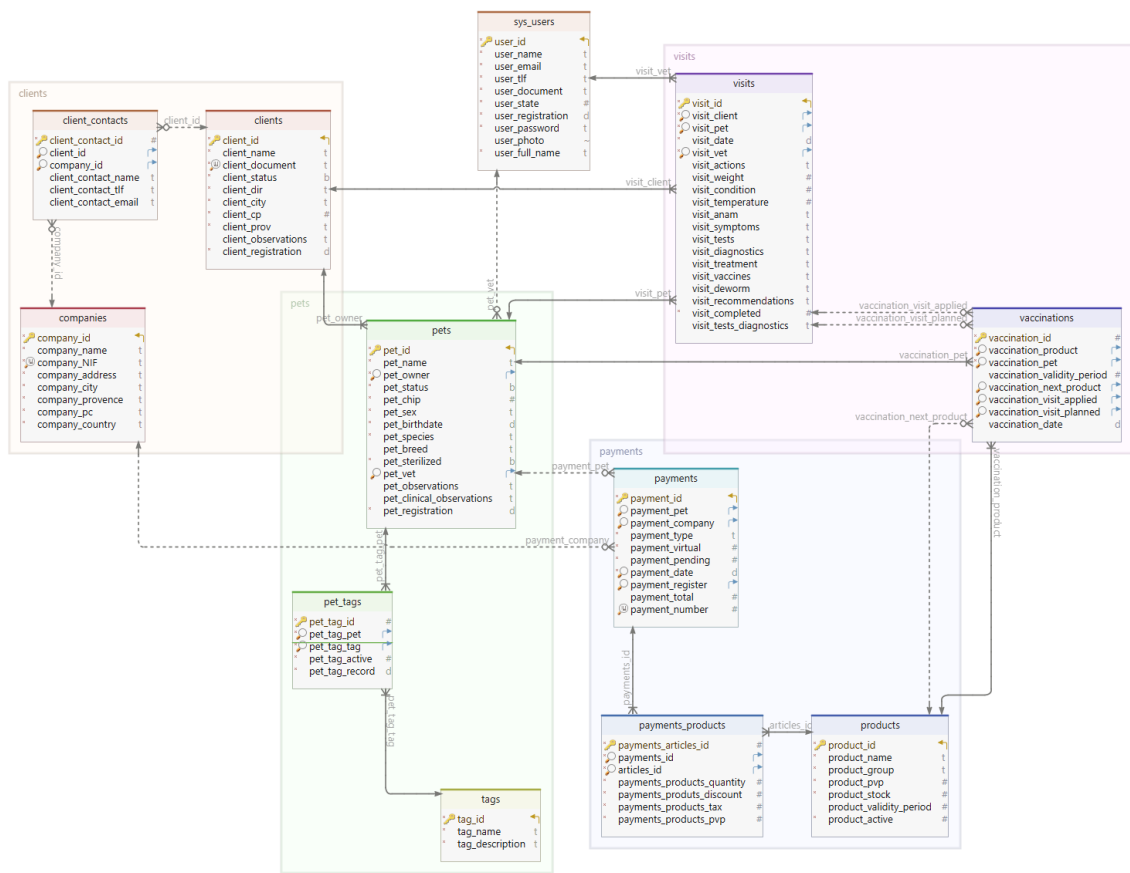 sys_users
user_id
user_name t
user_email t
user_tlf t
user_document t
user_state #
user_registration d
user_password t
user_photo ~
user_full_name t
visit_vet
visits
visits
visit_id
visit_client
visit_pet
visit_date d
visit_vet
visit_actions t
visit_weight #
visit_condition #
visit_temperature #
visit_anam t
visit_symptoms t
visit_tests t
visit_diagnostics t
visit_treatment t
visit_vaccines t
visit_deworm t
visit_recommendations t
visit_completed #
visit_tests_diagnostics t
clients
client_contacts
client_contact_id #
client_id
company_id
client_contact_name t
client_contact_tlf t
client_contact_email t
client_id
clients
client_id
client_name t
client_document t
client_status b
client_dir t
client_city t
client_cp #
client_prov t
client_observations t
client_registration d
visit_client
company_id
companies
company_id
company_name t
company_NIF t
company_address t
company_city t
company_provence t
company_pc t
company_country t
pets
pet_owner
pet_vet
visit_pet
pets
pet_id
pet_name t
pet_owner
pet_status b
pet_chip #
pet_sex t
pet_birthdate d
pet_species t
pet_breed t
pet_sterilized b
pet_vet
pet_observations t
pet_clinical_observations t
pet_registration d
vaccination_visit_applied
vaccination_visit_planned
vaccination_pet
vaccination_next_product
vaccinations
vaccination_id #
vaccination_product
vaccination_pet
vaccination_validity_period #
vaccination_next_product
vaccination_visit_applied
vaccination_visit_planned
vaccination_date d
vaccination_product
payments
payment_pet
payment_company
payments
payment_id
payment_pet
payment_company
payment_type t
payment_virtual #
payment_pending #
payment_date d
payment_register
payment_total #
payment_number #
pet_tag_pet
pet_tags
pet_tag_id #
pet_tag_pet
pet_tag_tag
pet_tag_active #
pet_tag_record d
pet_tag_tag
tags
tag_id
tag_name t
tag_description t
payments_id
payments_products
payments_articles_id #
payments_id
articles_id
payments_products_quantity #
payments_products_discount #
payments_products_tax #
payments_products_pvp #
articles_id
products
product_id
product_name t
product_group t
product_pvp #
product_stock #
product_validity_period #
product_active #